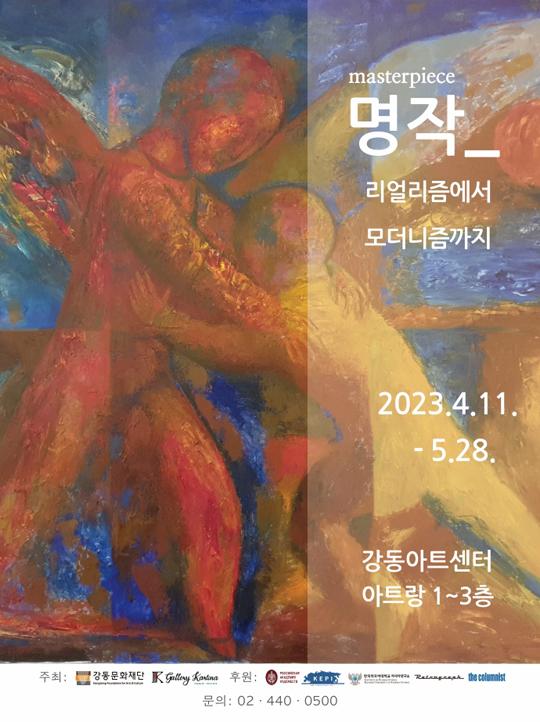 masterpiece
명작_
리얼리즘에서
모더니즘까지
2023.4.11.
- 5.28.
강동아트센터
아트랑 1~3층
주최: 강동문화재단 Gallery Kartina 후원: KEPI Retrograph. the columnist
문의: 02 · 440 · 0500